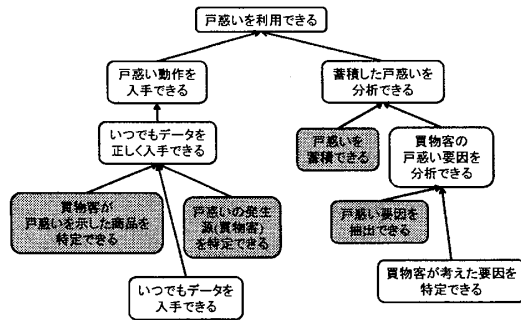 戸惑いを利用できる
戸惑い動作を
入手できる
蓄積した戸惑いを
分析できる
いつでもデータを
正しく入手できる
戸惑いを
蓄積できる
買物客の
戸惑い要因を
分析できる
買物客が
戸惑いを示した商品を
特定できる
戸惑いの発生
源(買物客)
を特定できる
戸惑い要因を
抽出できる
いつでもデータを
入手できる
買物客が考えた要因を
特定できる